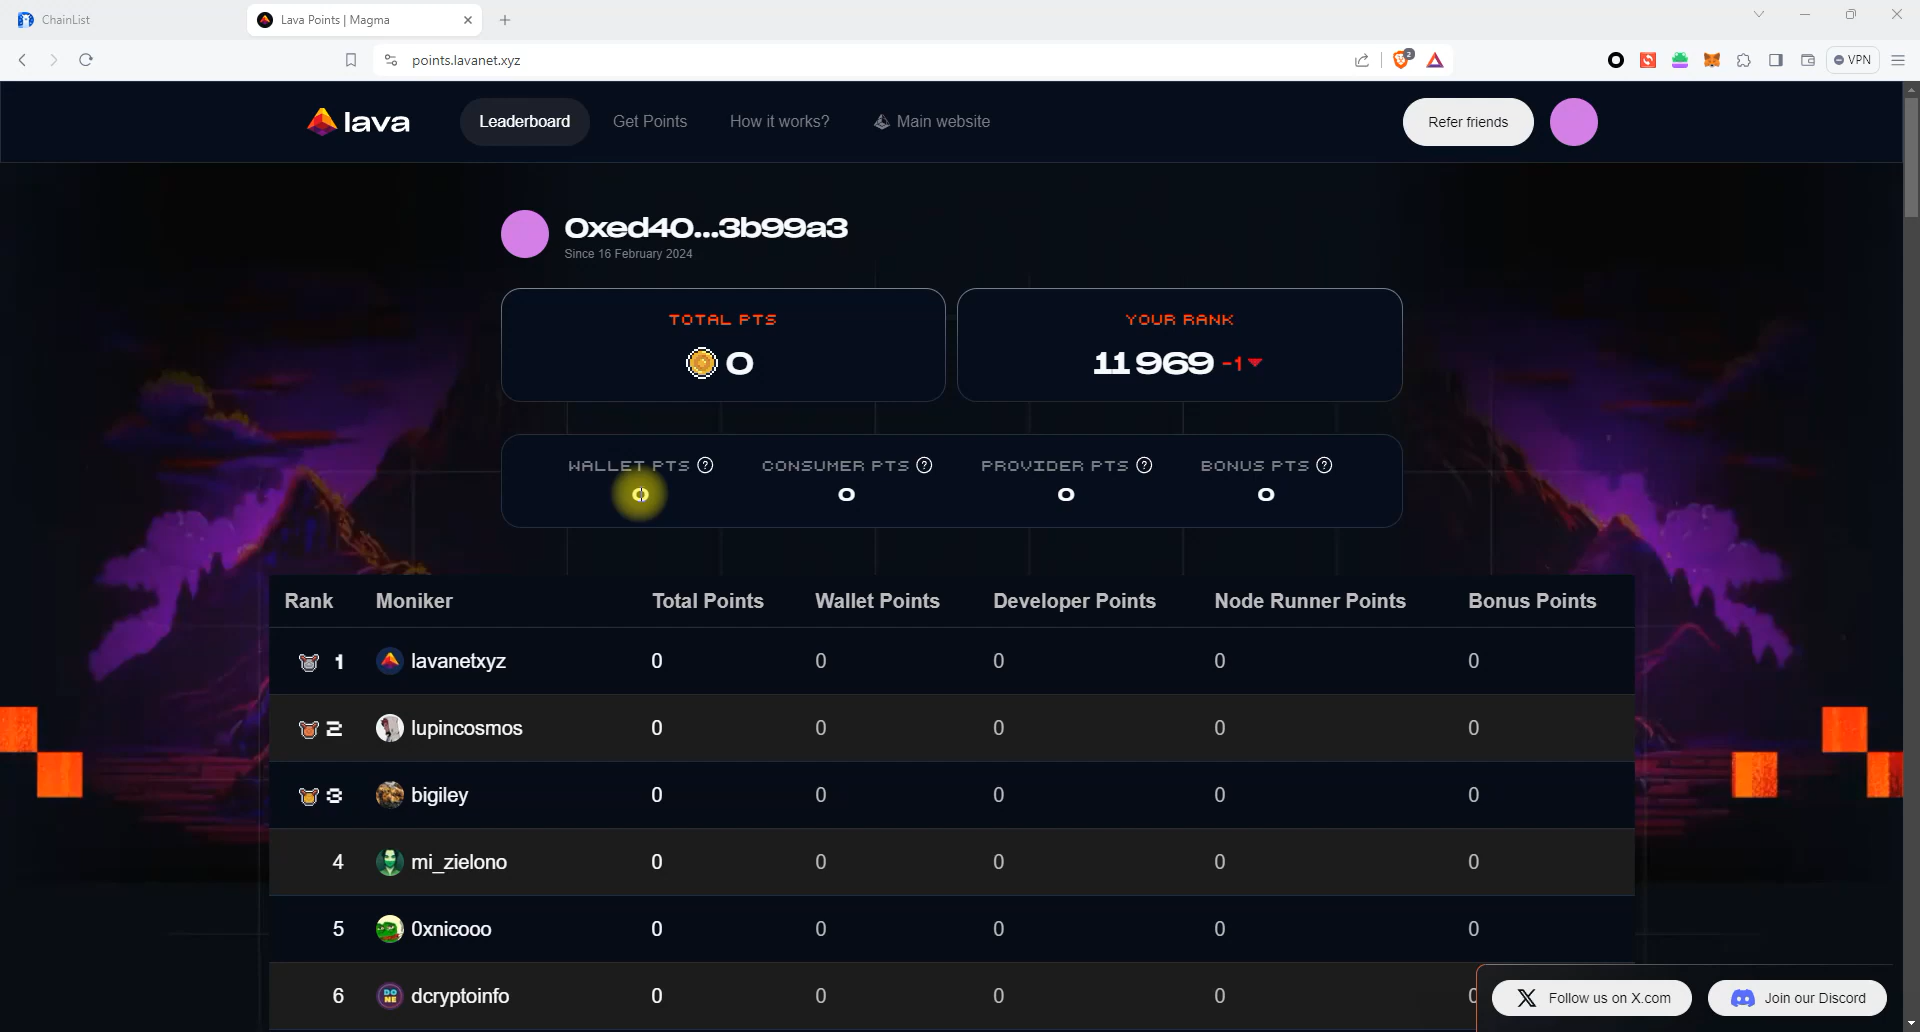 ChainList
Lava Points | Magma
points.lavanet.xyz
2
VPN
lava
Leaderboard
Get Points
How it works?
Main website
Refer friends
0xed40...3b99a3
Since 16 February 2024
TOTAL PTS
0
YOUR RANK
11 969 -1
WALLET PTS ?
0
CONSUMER PTS ?
0
PROVIDER PTS ?
0
BONUS PTS ?
0
Rank Moniker Total Points Wallet Points Developer Points Node Runner Points Bonus Points
1 lavanetxyz 0 0 0 0 0
2 lupincosmos 0 0 0 0 0
3 bigiley 0 0 0 0 0
4 mi_zielono 0 0 0 0 0
5 0xnicooo 0 0 0 0 0
6 DO NE dcryptoinfo 0 0 0 0 0
Follow us on X.com
Join our Discord